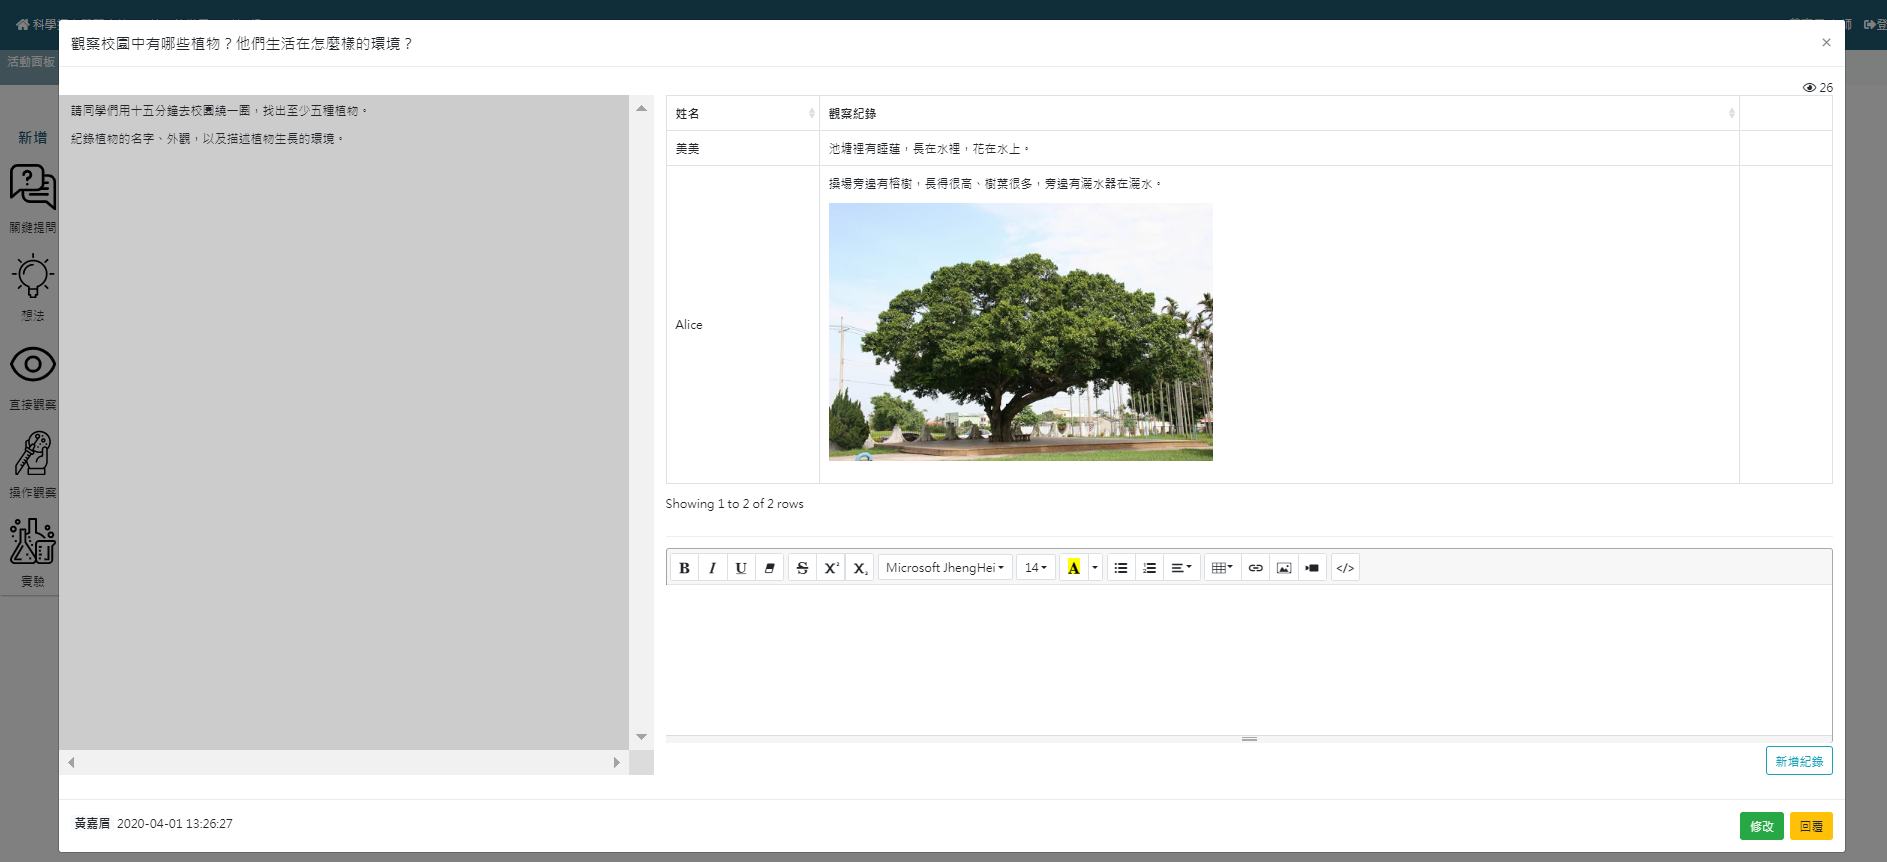 科學
登
活動面板
觀察校園中有哪些植物？他們生活在怎麼樣的環境？
×
新增
關鍵提問
想法
直接觀察
操作觀察
實驗
請同學們用十五分鐘去校園繞一圈，找出至少五種植物。
紀錄植物的名字、外觀，以及描述植物生長的環境。
26
姓名 觀察紀錄
美美 池塘裡有睡蓮，長在水裡，花在水上。
Alice 操場旁邊有榕樹，長得很高、樹葉很多，旁邊有灑水器在灑水。
Showing 1 to 2 of 2 rows
B I U S X² X₂ Microsoft JhengHei 14 A </>
新增紀錄
黃嘉眉 2020-04-01 13:26:27
修改 回覆